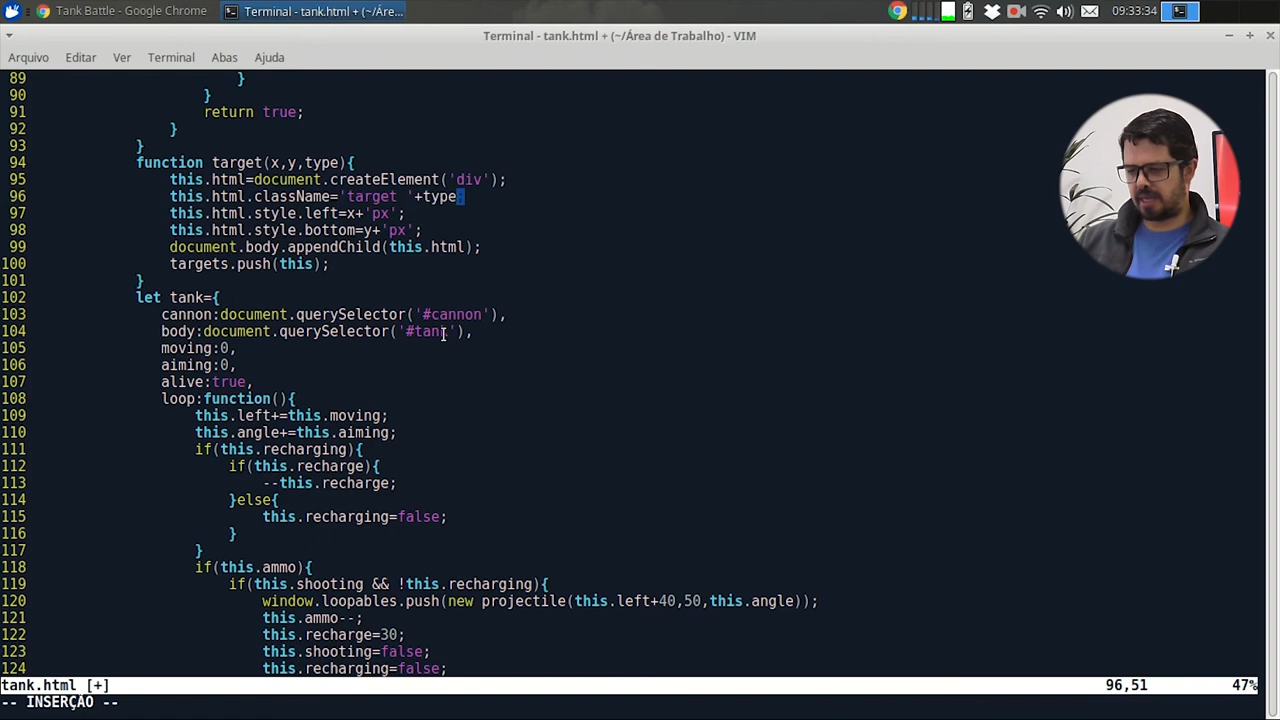 Tank Battle - Google Chrome
Terminal - tank.html + (~/Áre...
09:33:34
Terminal - tank.html + (~/Área de Trabalho) - VIM
Arquivo Editar Ver Terminal Abas Ajuda
89 }
90 }
91 return true;
92 }
93 }
94 function target(x,y,type){
95 this.html=document.createElement('div');
96 this.html.className='target '+type;
97 this.html.style.left=x+'px';
98 this.html.style.bottom=y+'px';
99 document.body.appendChild(this.html);
100 targets.push(this);
101 }
102 let tank={
103 cannon:document.querySelector('#cannon'),
104 body:document.querySelector('#tank'),
105 moving:0,
106 aiming:0,
107 alive:true,
108 loop:function(){
109 this.left+=this.moving;
110 this.angle+=this.aiming;
111 if(this.recharging){
112 if(this.recharge){
113 --this.recharge;
114 }else{
115 this.recharging=false;
116 }
117 }
118 if(this.ammo){
119 if(this.shooting && !this.recharging){
120 window.loopables.push(new projectile(this.left+40,50,this.angle));
121 this.ammo--;
122 this.recharge=30;
123 this.shooting=false;
124 this.recharging=false;
tank.html [+] 96,51 47%
-- INSERÇÃO --